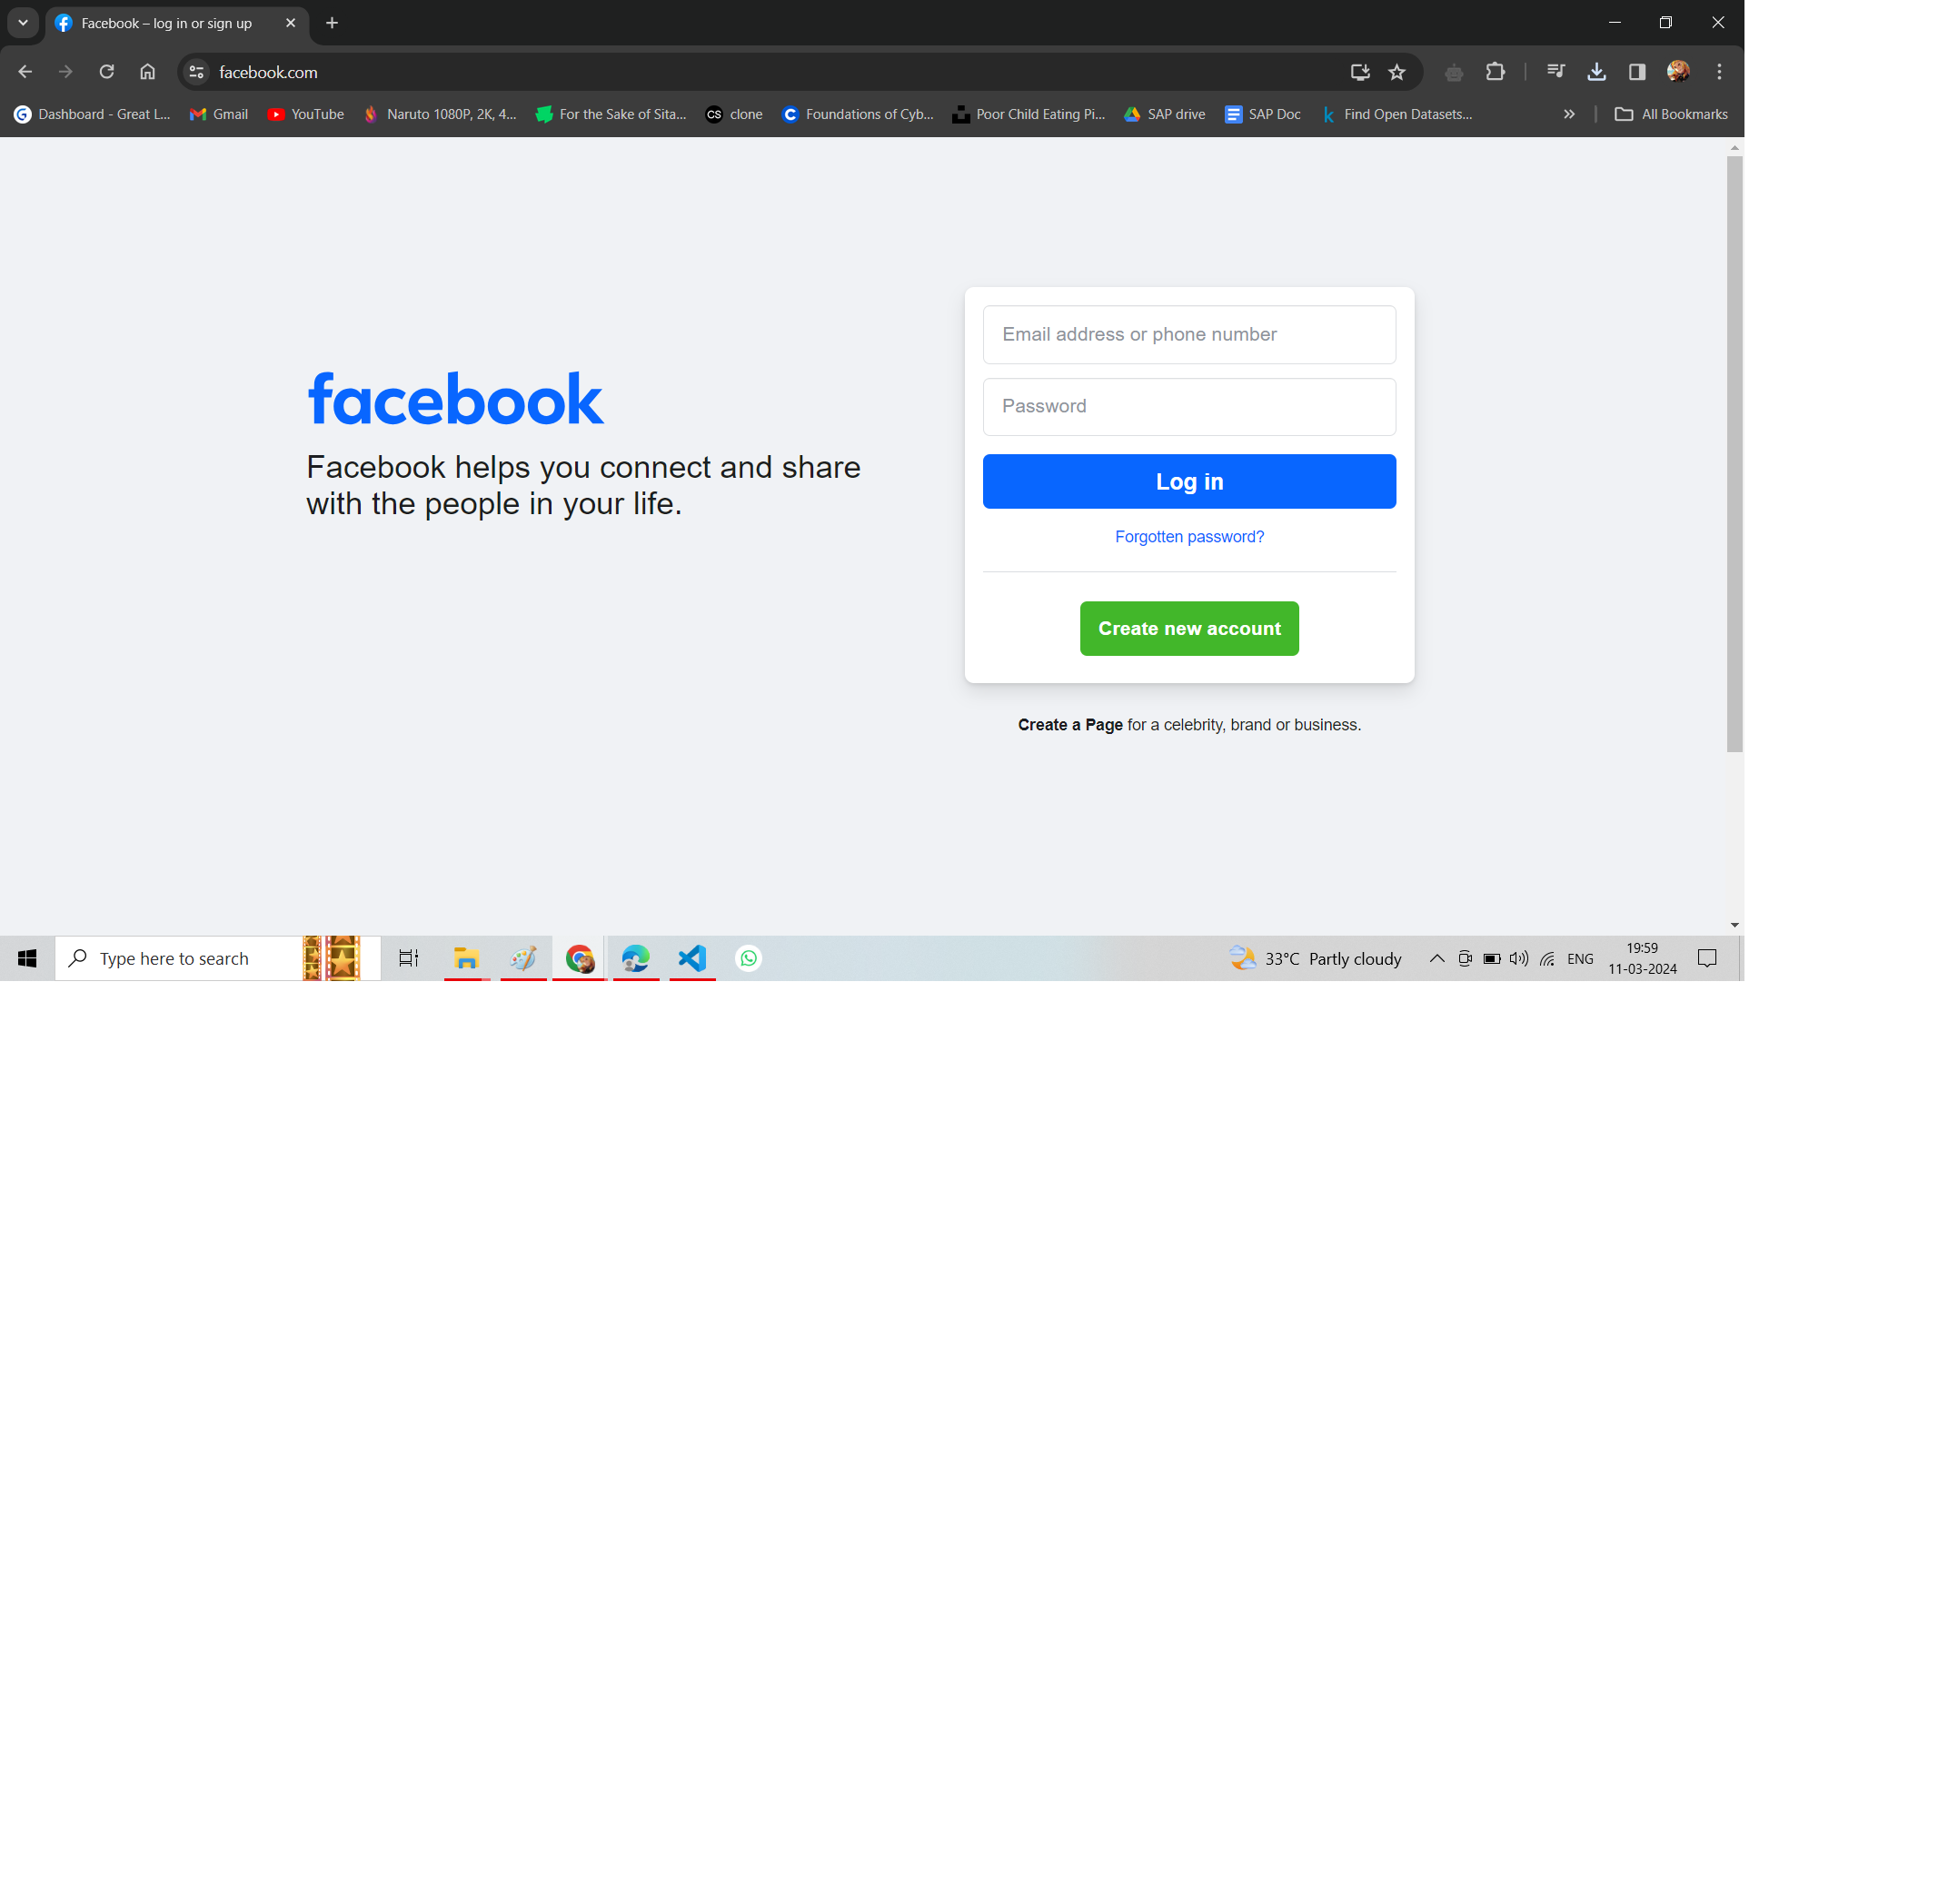 Facebook – log in or sign up
facebook.com
Dashboard - Great L...
Gmail
YouTube
Naruto 1080P, 2K, 4...
For the Sake of Sita...
CS
clone
Foundations of Cyb...
Poor Child Eating Pi...
SAP drive
SAP Doc
k
Find Open Datasets...
All Bookmarks
facebook
Facebook helps you connect and share
with the people in your life.
Email address or phone number
Password
Log in
Forgotten password?
Create new account
Create a Page for a celebrity, brand or business.
Type here to search
33°C Partly cloudy
ENG
19:59
11-03-2024